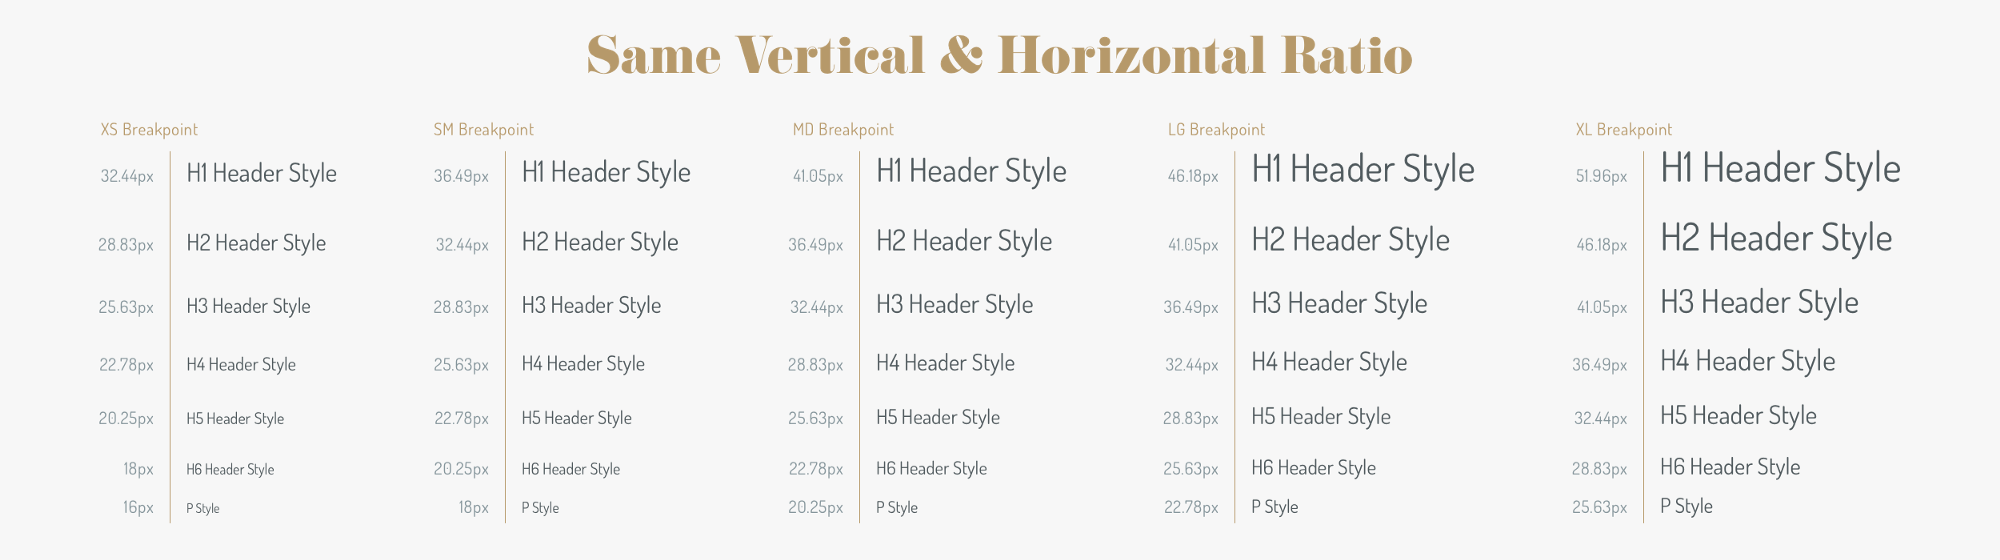 Same Vertical & Horizontal Ratio
XS Breakpoint
32.44px H1 Header Style
28.83px H2 Header Style
25.63px H3 Header Style
22.78px H4 Header Style
20.25px H5 Header Style
18px H6 Header Style
16px P Style
SM Breakpoint
36.49px H1 Header Style
32.44px H2 Header Style
28.83px H3 Header Style
25.63px H4 Header Style
22.78px H5 Header Style
20.25px H6 Header Style
18px P Style
MD Breakpoint
41.05px H1 Header Style
36.49px H2 Header Style
32.44px H3 Header Style
28.83px H4 Header Style
25.63px H5 Header Style
22.78px H6 Header Style
20.25px P Style
LG Breakpoint
46.18px H1 Header Style
41.05px H2 Header Style
36.49px H3 Header Style
32.44px H4 Header Style
28.83px H5 Header Style
25.63px H6 Header Style
22.78px P Style
XL Breakpoint
51.96px H1 Header Style
46.18px H2 Header Style
41.05px H3 Header Style
36.49px H4 Header Style
32.44px H5 Header Style
28.83px H6 Header Style
25.63px P Style